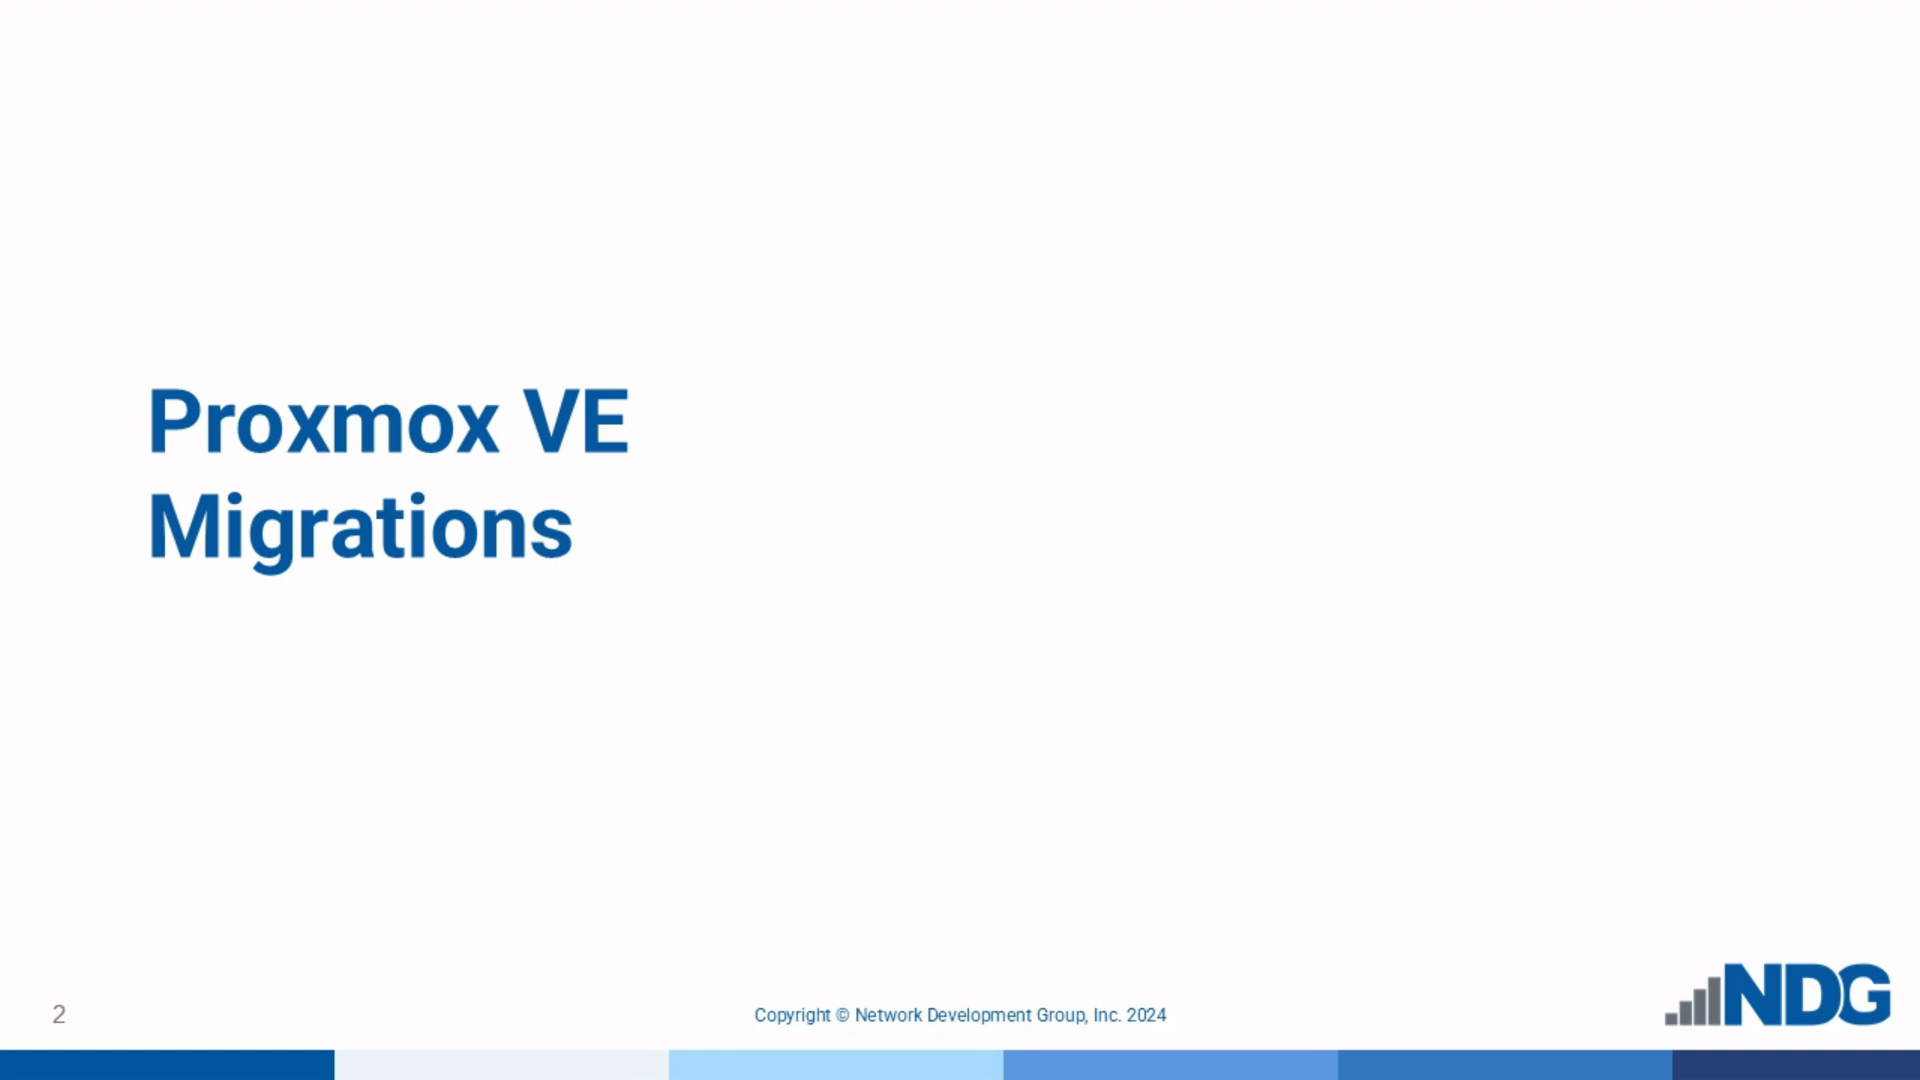 Proxmox VE
Migrations
2
Copyright © Network Development Group, Inc. 2024
NDG